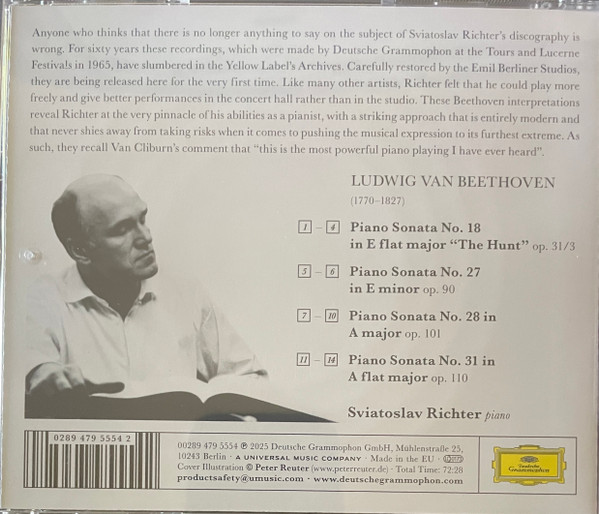 Anyone who thinks that there is no longer anything to say on the subject of Sviatoslav Richter's discography is
wrong. For sixty years these recordings, which were made by Deutsche Grammophon at the Tours and Lucerne
Festivals in 1965, have slumbered in the Yellow Label's Archives. Carefully restored by the Emil Berliner Studios,
they are being released here for the very first time. Like many other artists, Richter felt that he could play more
freely and give better performances in the concert hall rather than in the studio. These Beethoven interpretations
reveal Richter at the very pinnacle of his abilities as a pianist, with a striking approach that is entirely modern and
that never shies away from taking risks when it comes to pushing the musical expression to its furthest extreme. As
such, they recall Van Cliburn's comment that "this is the most powerful piano playing I have ever heard".
LUDWIG VAN BEETHOVEN
(1770–1827)
1 – 4 Piano Sonata No. 18
in E flat major "The Hunt" op. 31/3
5 – 6 Piano Sonata No. 27
in E minor op. 90
7 – 10 Piano Sonata No. 28 in
A major op. 101
11 – 14 Piano Sonata No. 31 in
A flat major op. 110
Sviatoslav Richter piano
0289 479 5554 2
00289 479 5554 ℗ 2025 Deutsche Grammophon GmbH, Mühlenstraße 25,
10243 Berlin · A UNIVERSAL MUSIC COMPANY · Made in the EU ·
Cover Illustration © Peter Reuter (www.peterreuter.de) · Total Time: 72:28
productsafety@umusic.com · www.deutschegrammophon.com
Deutsche
Grammophon